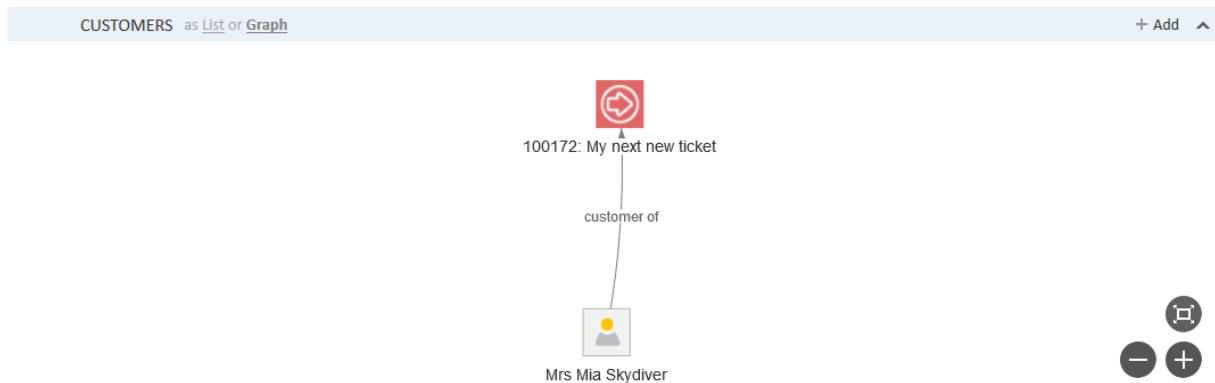 CUSTOMERS as List or Graph
+ Add
100172: My next new ticket
customer of
Mrs Mia Skydiver